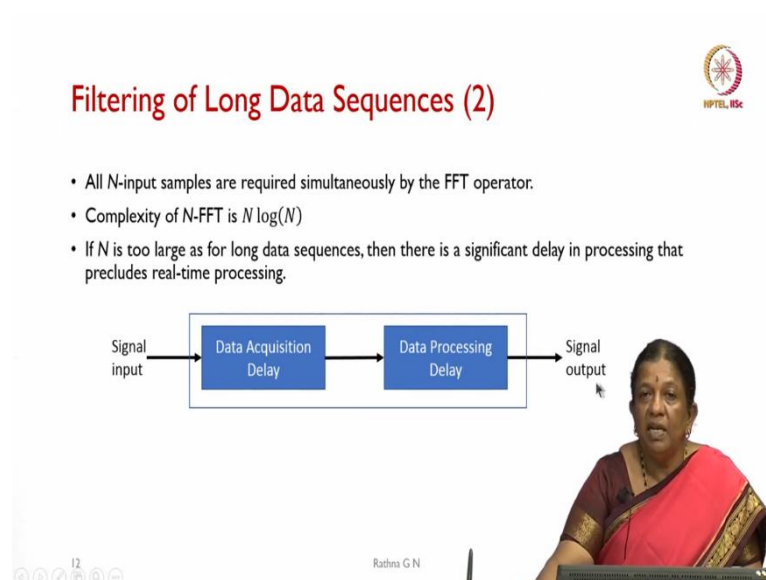 Filtering of Long Data Sequences (2)
NPTEL, IISc
• All N-input samples are required simultaneously by the FFT operator.
• Complexity of N-FFT is N log(N)
• If N is too large as for long data sequences, then there is a significant delay in processing that
precludes real-time processing.
Signal
input
Data Acquisition
Delay
Data Processing
Delay
Signal
output
12
Rathna G N